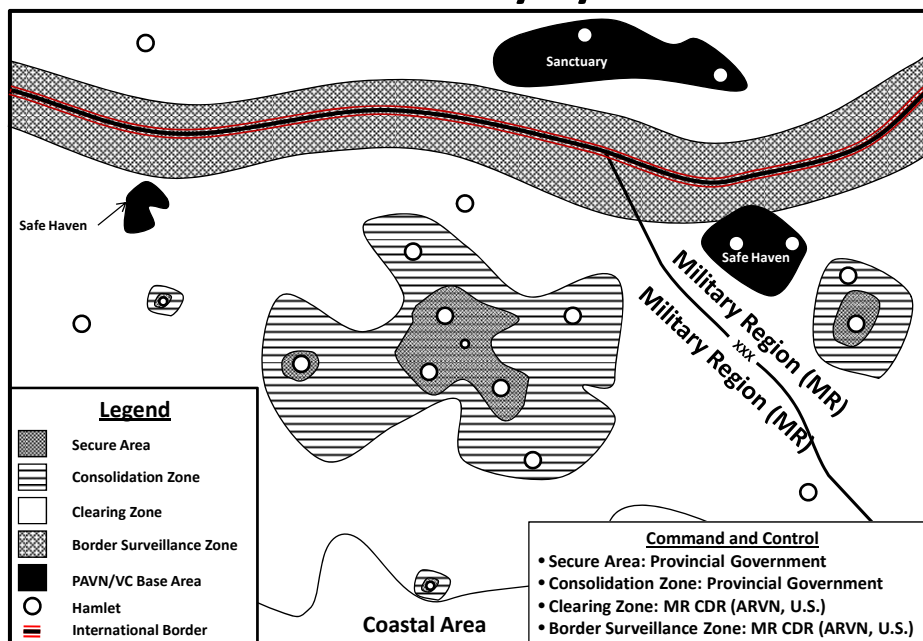 Sanctuary
Safe Haven
Safe Haven
Military Region (MR)
XXX
Military Region (MR)
Legend
Secure Area
Consolidation Zone
Clearing Zone
Border Surveillance Zone
PAVN/VC Base Area
Hamlet
International Border
Coastal Area
Command and Control
• Secure Area: Provincial Government
• Consolidation Zone: Provincial Government
• Clearing Zone: MR CDR (ARVN, U.S.)
• Border Surveillance Zone: MR CDR (ARVN, U.S.)